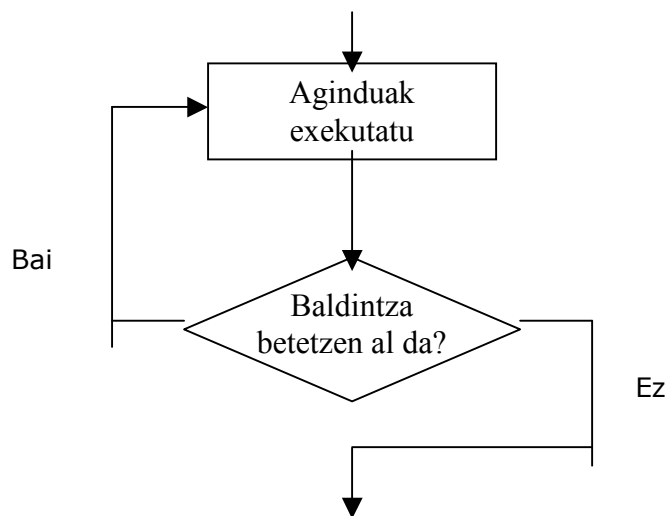 Aginduak
exekutatu
Bai
Baldintza
betetzen al da?
Ez